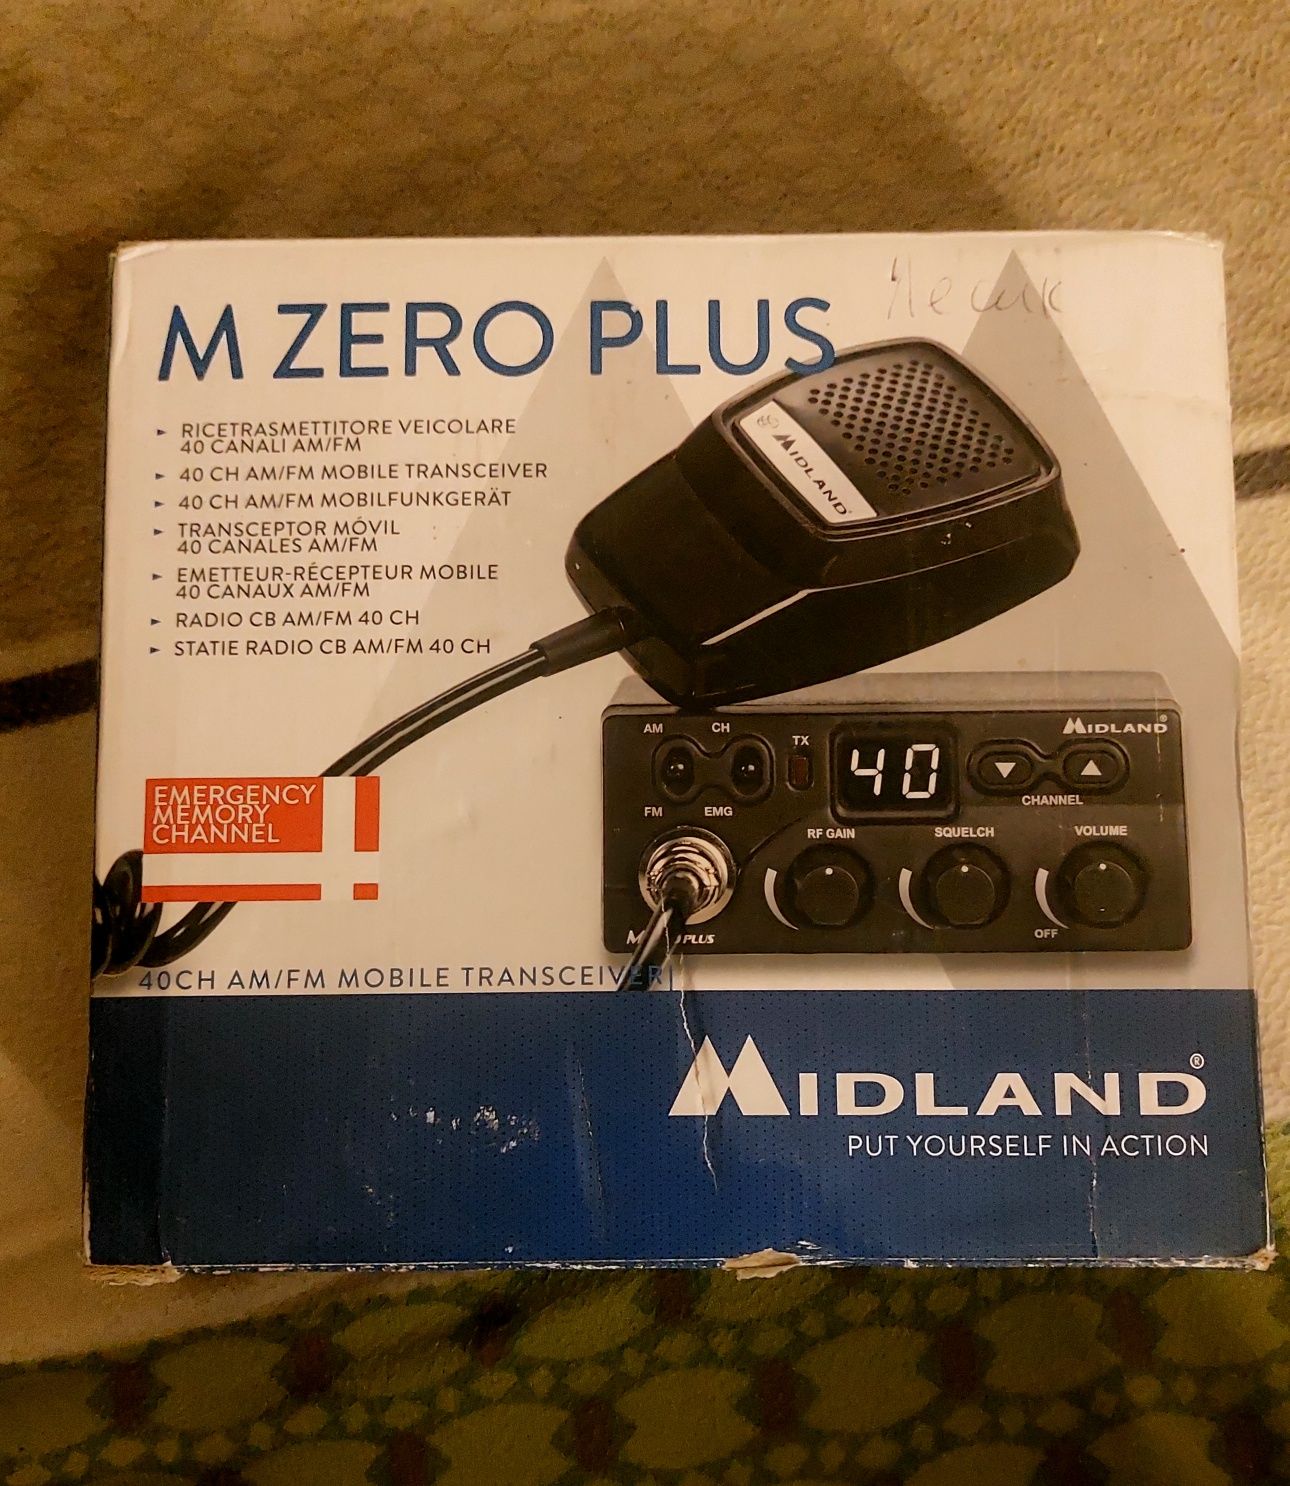 M ZERO PLUS
► RICETRASMETTITORE VEICOLARE
40 CANALI AM/FM
► 40 CH AM/FM MOBILE TRANSCEIVER
► 40 CH AM/FM MOBILFUNKGERÄT
► TRANSCEPTOR MÓVIL
40 CANALES AM/FM
► EMETTEUR-RÉCEPTEUR MOBILE
40 CANAUX AM/FM
► RADIO CB AM/FM 40 CH
► STATIE RADIO CB AM/FM 40 CH
MIDLAND
AM CH TX MIDLAND®
40
FM EMG CHANNEL
RF GAIN SQUELCH VOLUME
OFF
PLUS
EMERGENCY
MEMORY
CHANNEL
40CH AM/FM MOBILE TRANSCEIVER
MIDLAND®
PUT YOURSELF IN ACTION